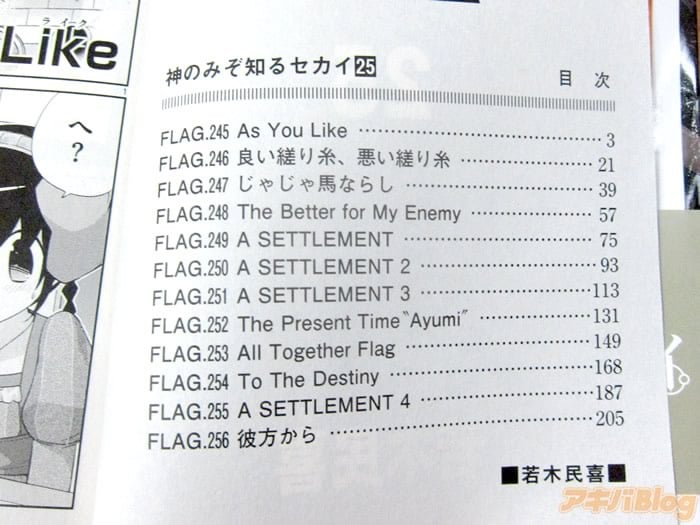 ライク
Like
へ?
神のみぞ知るセカイ25
目次
FLAG.245 As You Like 3
FLAG.246 良い縒り糸、悪い縒り糸 21
FLAG.247 じゃじゃ馬ならし 39
FLAG.248 The Better for My Enemy 57
FLAG.249 A SETTLEMENT 75
FLAG.250 A SETTLEMENT 2 93
FLAG.251 A SETTLEMENT 3 113
FLAG.252 The Present Time “Ayumi” 131
FLAG.253 All Together Flag 149
FLAG.254 To The Destiny 168
FLAG.255 A SETTLEMENT 4 187
FLAG.256 彼方から 205
■若木民喜■
アキバBlog